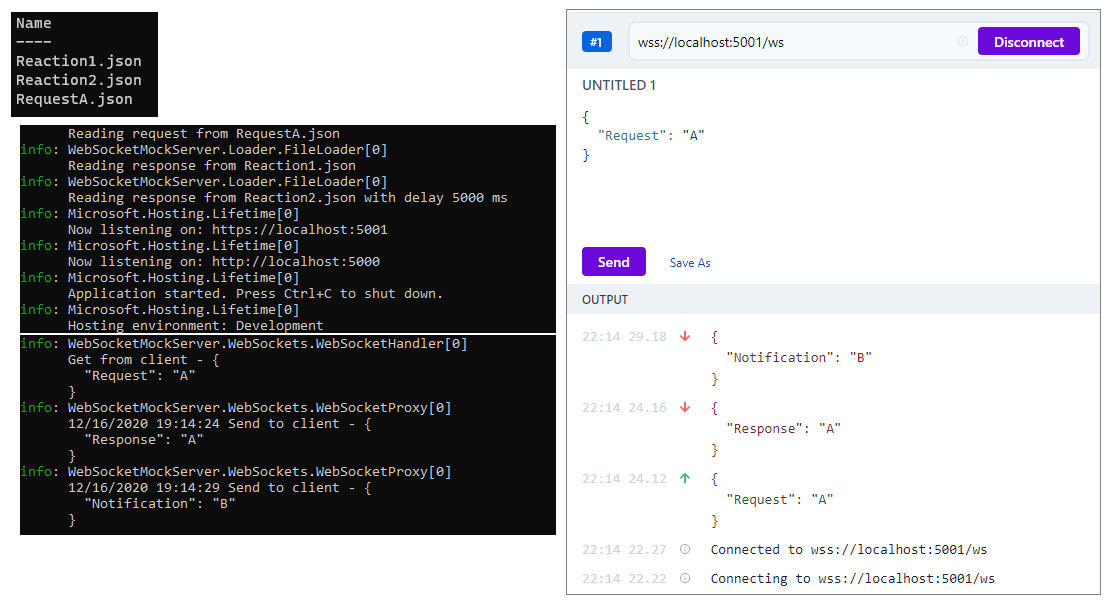 Name
----
Reaction1.json
Reaction2.json
RequestA.json
Reading request from RequestA.json
info: WebSocketMockServer.Loader.FileLoader[0]
Reading response from Reaction1.json
info: WebSocketMockServer.Loader.FileLoader[0]
Reading response from Reaction2.json with delay 5000 ms
info: Microsoft.Hosting.Lifetime[0]
Now listening on: https://localhost:5001
info: Microsoft.Hosting.Lifetime[0]
Now listening on: http://localhost:5000
info: Microsoft.Hosting.Lifetime[0]
Application started. Press Ctrl+C to shut down.
info: Microsoft.Hosting.Lifetime[0]
Hosting environment: Development
info: WebSocketMockServer.WebSockets.WebSocketHandler[0]
Get from client - {
"Request": "A"
}
info: WebSocketMockServer.WebSockets.WebSocketProxy[0]
12/16/2020 19:14:24 Send to client - {
"Response": "A"
}
info: WebSocketMockServer.WebSockets.WebSocketProxy[0]
12/16/2020 19:14:29 Send to client - {
"Notification": "B"
}
#1 wss://localhost:5001/ws Disconnect
UNTITLED 1
{
"Request": "A"
}
Send Save As
OUTPUT
22:14 29.18 {
"Notification": "B"
}
22:14 24.16 {
"Response": "A"
}
22:14 24.12 {
"Request": "A"
}
22:14 22.27 Connected to wss://localhost:5001/ws
22:14 22.22 Connecting to wss://localhost:5001/ws